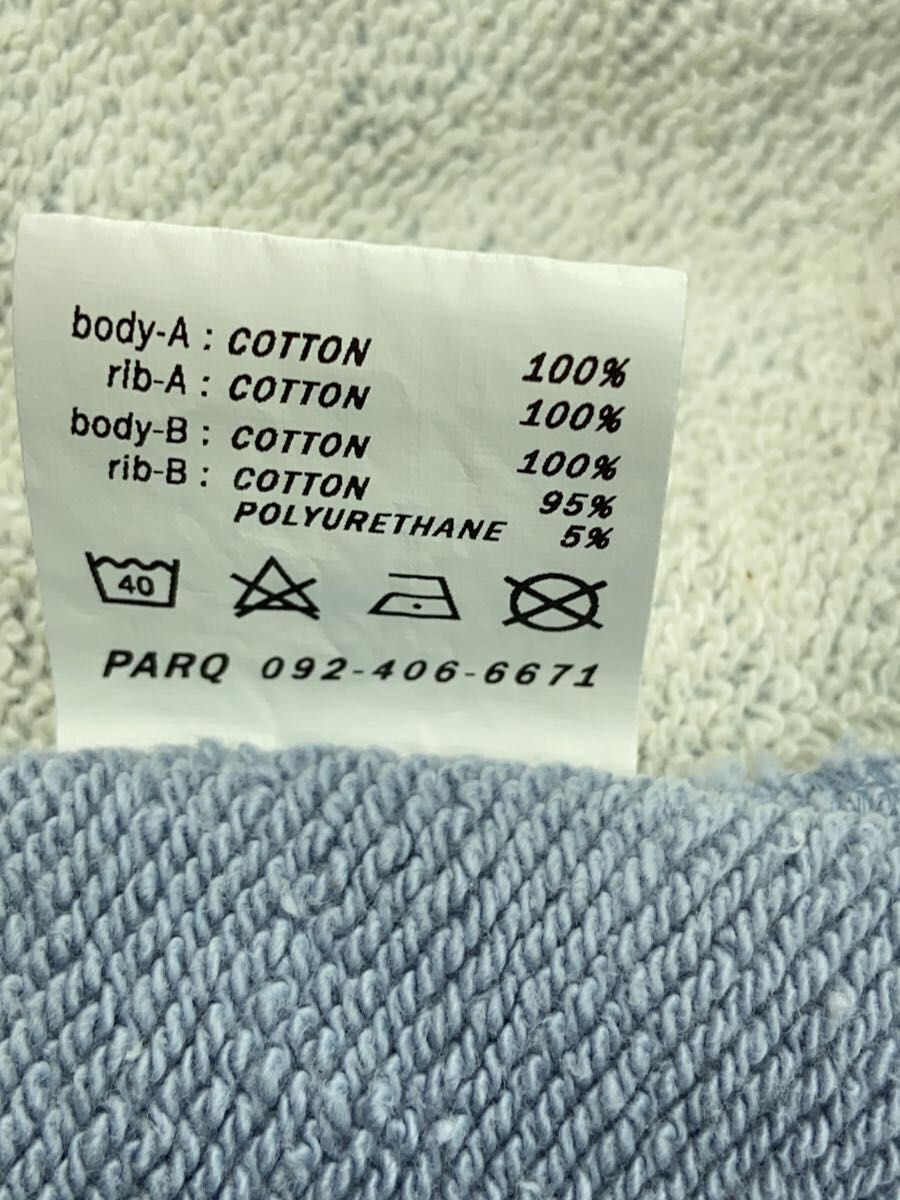 body-A : COTTON 100%
rib-A : COTTON 100%
body-B : COTTON 100%
rib-B : COTTON 95%
POLYURETHANE 5%
40
PARQ 092-406-6671